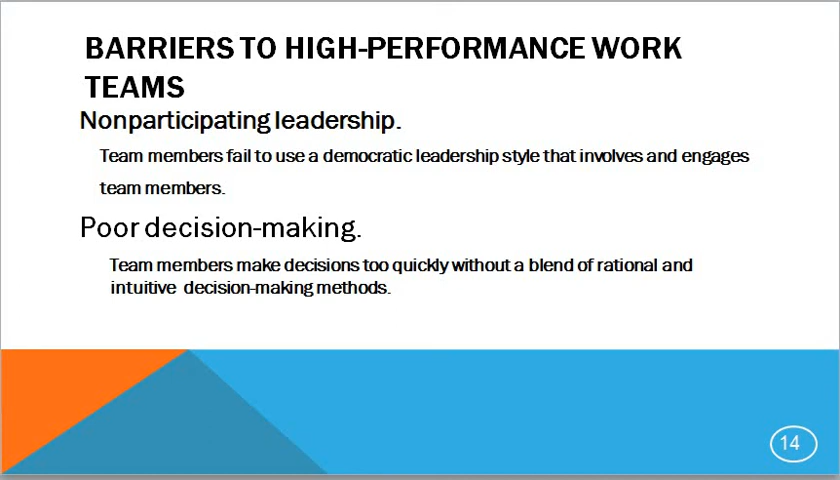 BARRIERS TO HIGH-PERFORMANCE WORK
TEAMS
Nonparticipating leadership.
Team members fail to use a democratic leadership style that involves and engages
team members.
Poor decision-making.
Team members make decisions too quickly without a blend of rational and
intuitive decision-making methods.
14